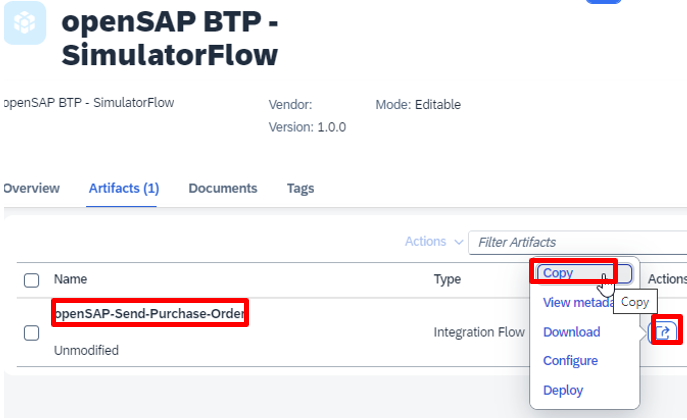 openSAP BTP -
SimulatorFlow
openSAP BTP - SimulatorFlow
Vendor:
Mode: Editable
Version: 1.0.0
Overview
Artifacts (1)
Documents
Tags
Actions
Filter Artifacts
Name
Type
Actions
Copy
View metada
Copy
openSAP-Send-Purchase-Order
Unmodified
Integration Flow
Download
Configure
Deploy